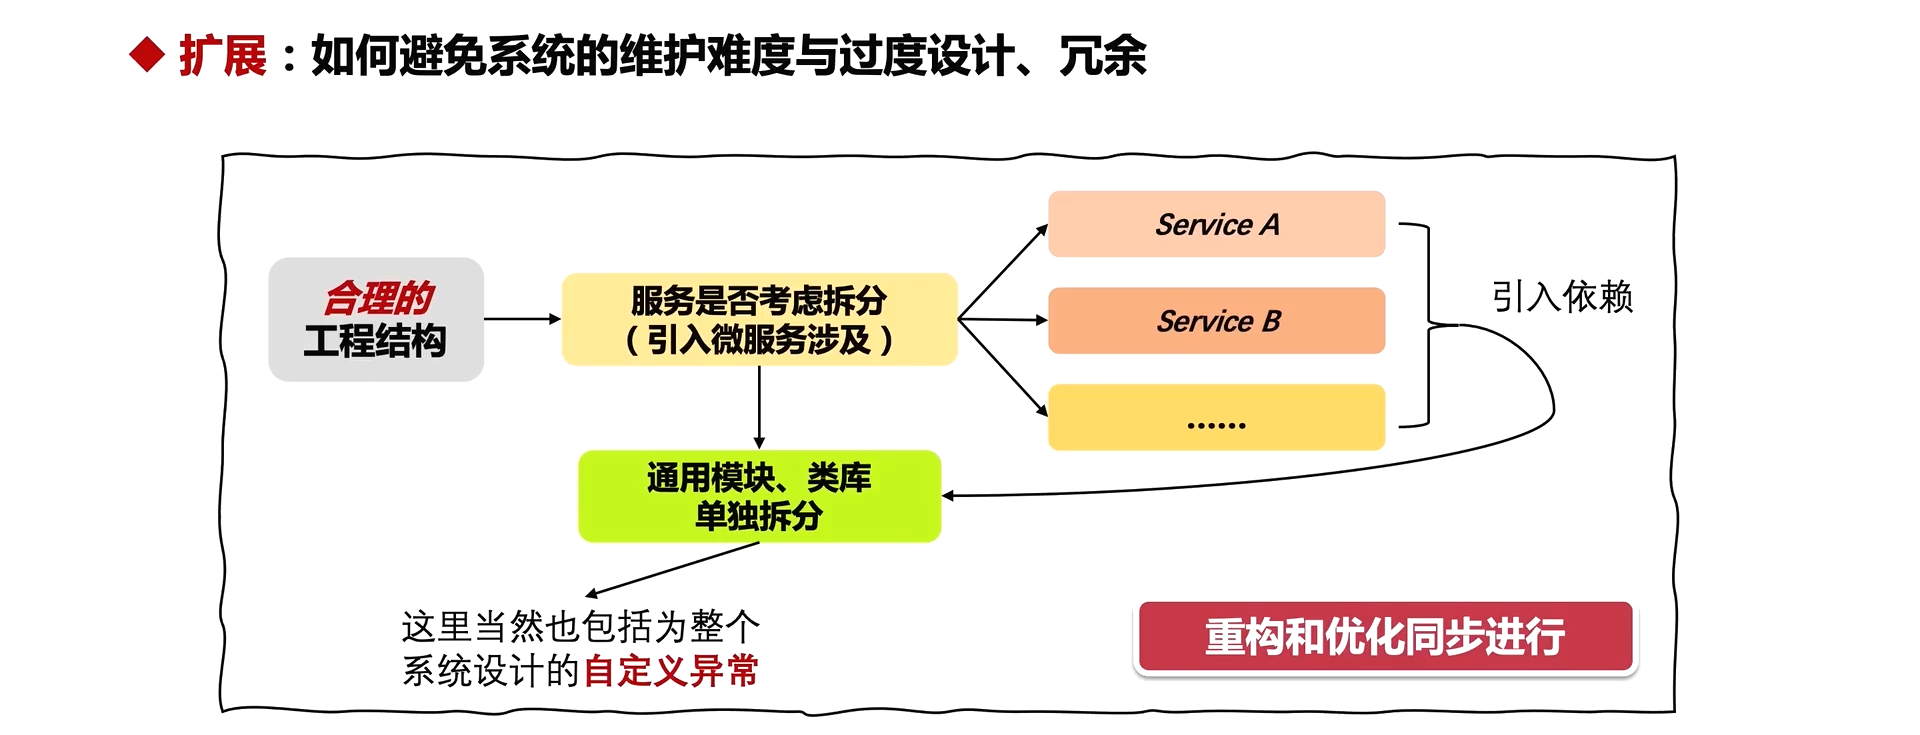 扩展：如何避免系统的维护难度与过度设计、冗余
合理的
工程结构
服务是否考虑拆分
（引入微服务涉及）
Service A
Service B
......
引入依赖
通用模块、类库
单独拆分
这里当然也包括为整个
系统设计的自定义异常
重构和优化同步进行